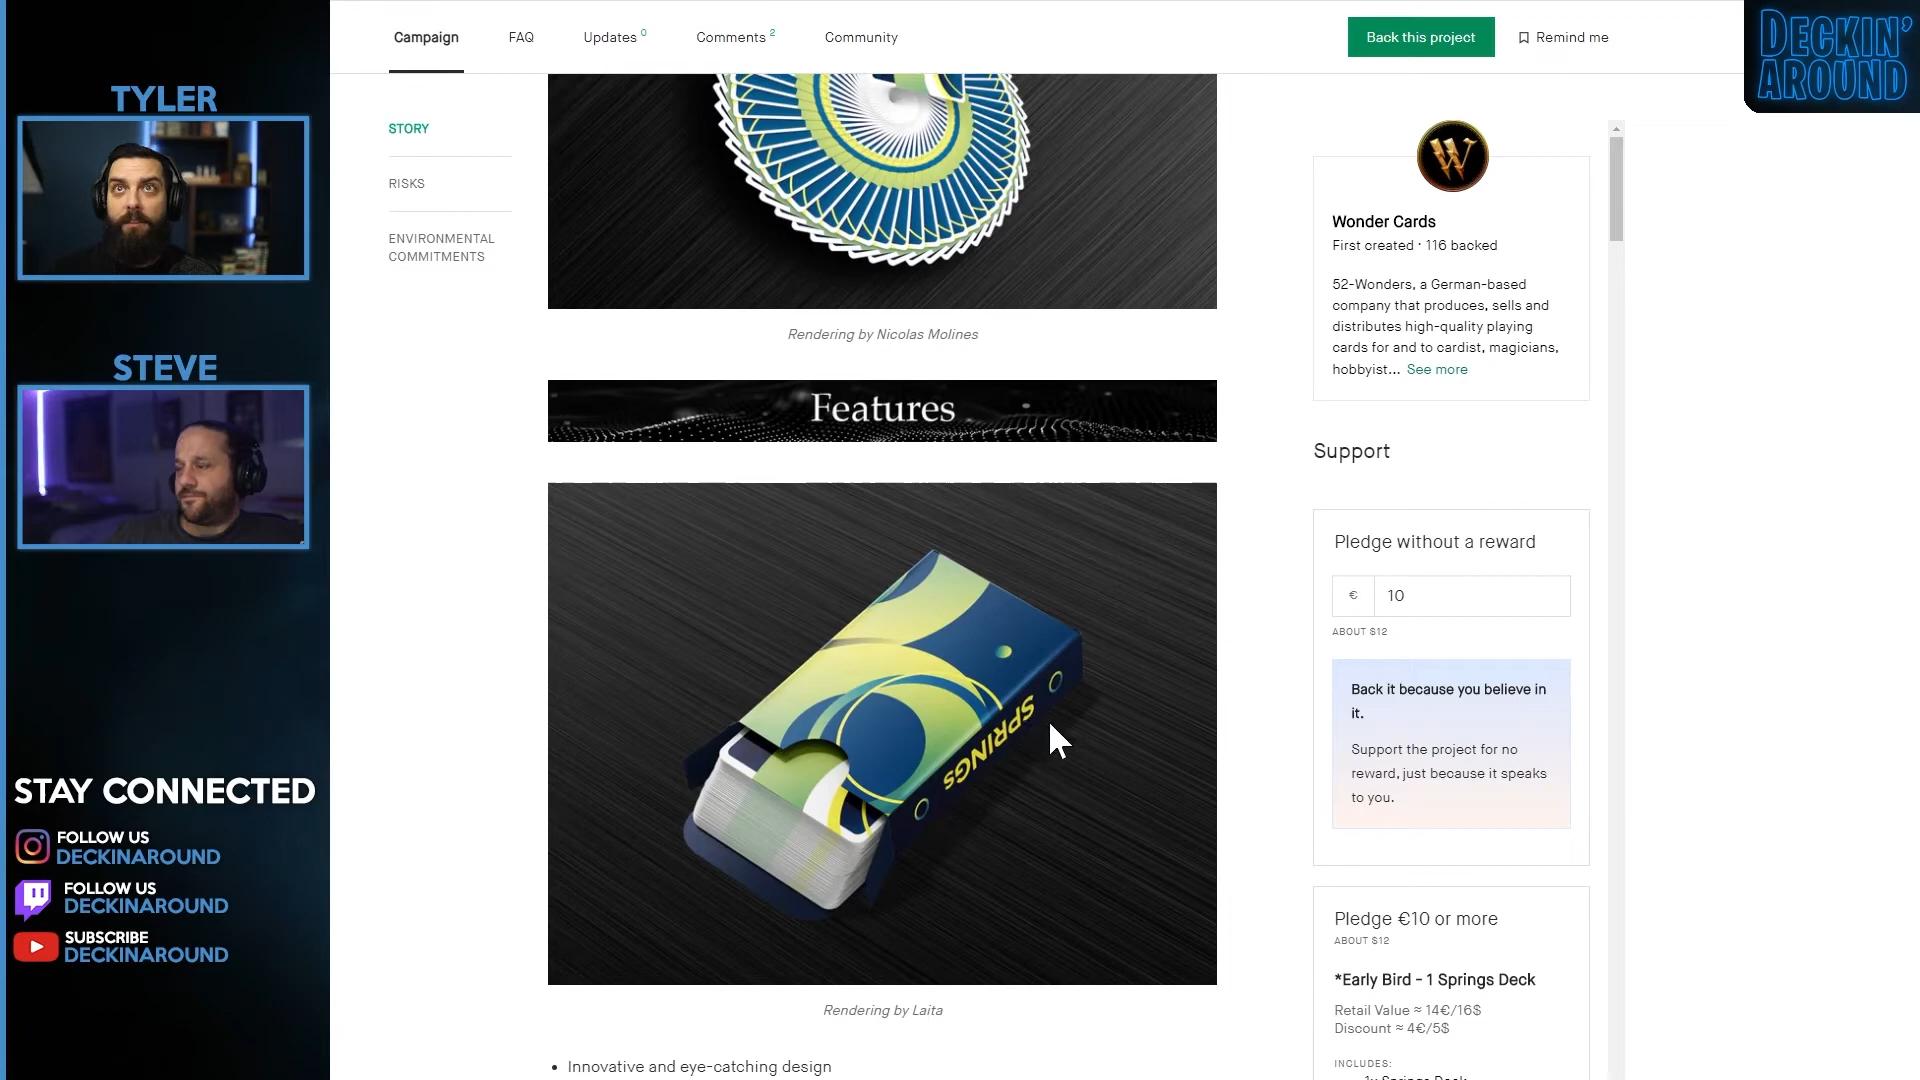 TYLER
STEVE
STAY CONNECTED
FOLLOW US
DECKINAROUND
FOLLOW US
DECKINAROUND
SUBSCRIBE
DECKINAROUND
Campaign
FAQ
Updates 0
Comments 2
Community
Back this project
Remind me
DECKIN'
AROUND
STORY
RISKS
ENVIRONMENTAL
COMMITMENTS
Rendering by Nicolas Molines
Features
SPRINGS
Rendering by Laita
• Innovative and eye-catching design
W
Wonder Cards
First created · 116 backed
52-Wonders, a German-based
company that produces, sells and
distributes high-quality playing
cards for and to cardist, magicians,
hobbyist... See more
Support
Pledge without a reward
€ 10
ABOUT $12
Back it because you believe in
it.
Support the project for no
reward, just because it speaks
to you.
Pledge €10 or more
ABOUT $12
*Early Bird - 1 Springs Deck
Retail Value ≈ 14€/16$
Discount ≈ 4€/5$
INCLUDES:
1x Springs Deck